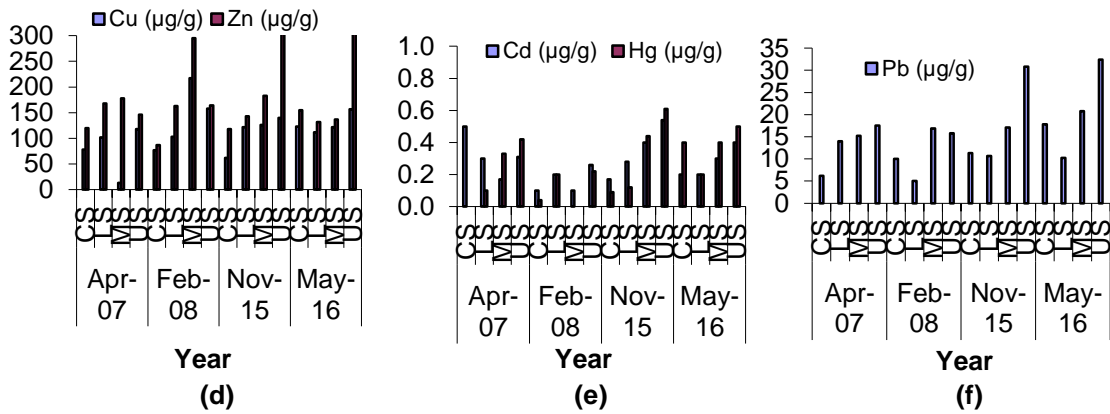 Cu (µg/g) Zn (µg/g)
300
250
200
150
100
50
0
CS LS MS US CS LS MS US CS LS MS US CS LS MS US
Apr-07 Feb-08 Nov-15 May-16
Year
(d)
Cd (µg/g) Hg (µg/g)
1.0
0.8
0.6
0.4
0.2
0.0
CS LS MS US CS LS MS US CS LS MS US CS LS MS US
Apr-07 Feb-08 Nov-15 May-16
Year
(e)
Pb (µg/g)
35
30
25
20
15
10
5
0
CS LS MS US CS LS MS US CS LS MS US CS LS MS US
Apr-07 Feb-08 Nov-15 May-16
Year
(f)